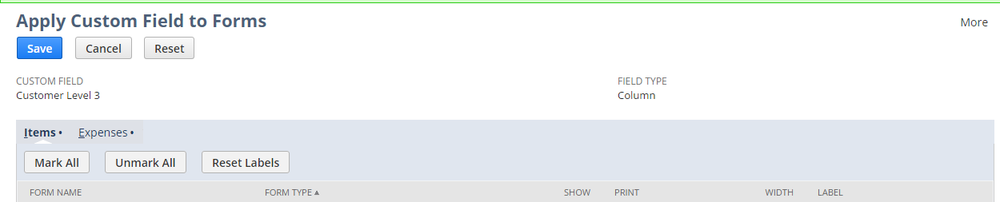 Apply Custom Field to Forms
More
Save Cancel Reset
CUSTOM FIELD FIELD TYPE
Customer Level 3 Column
Items • Expenses •
Mark All Unmark All Reset Labels
FORM NAME FORM TYPE ▲ SHOW PRINT WIDTH LABEL